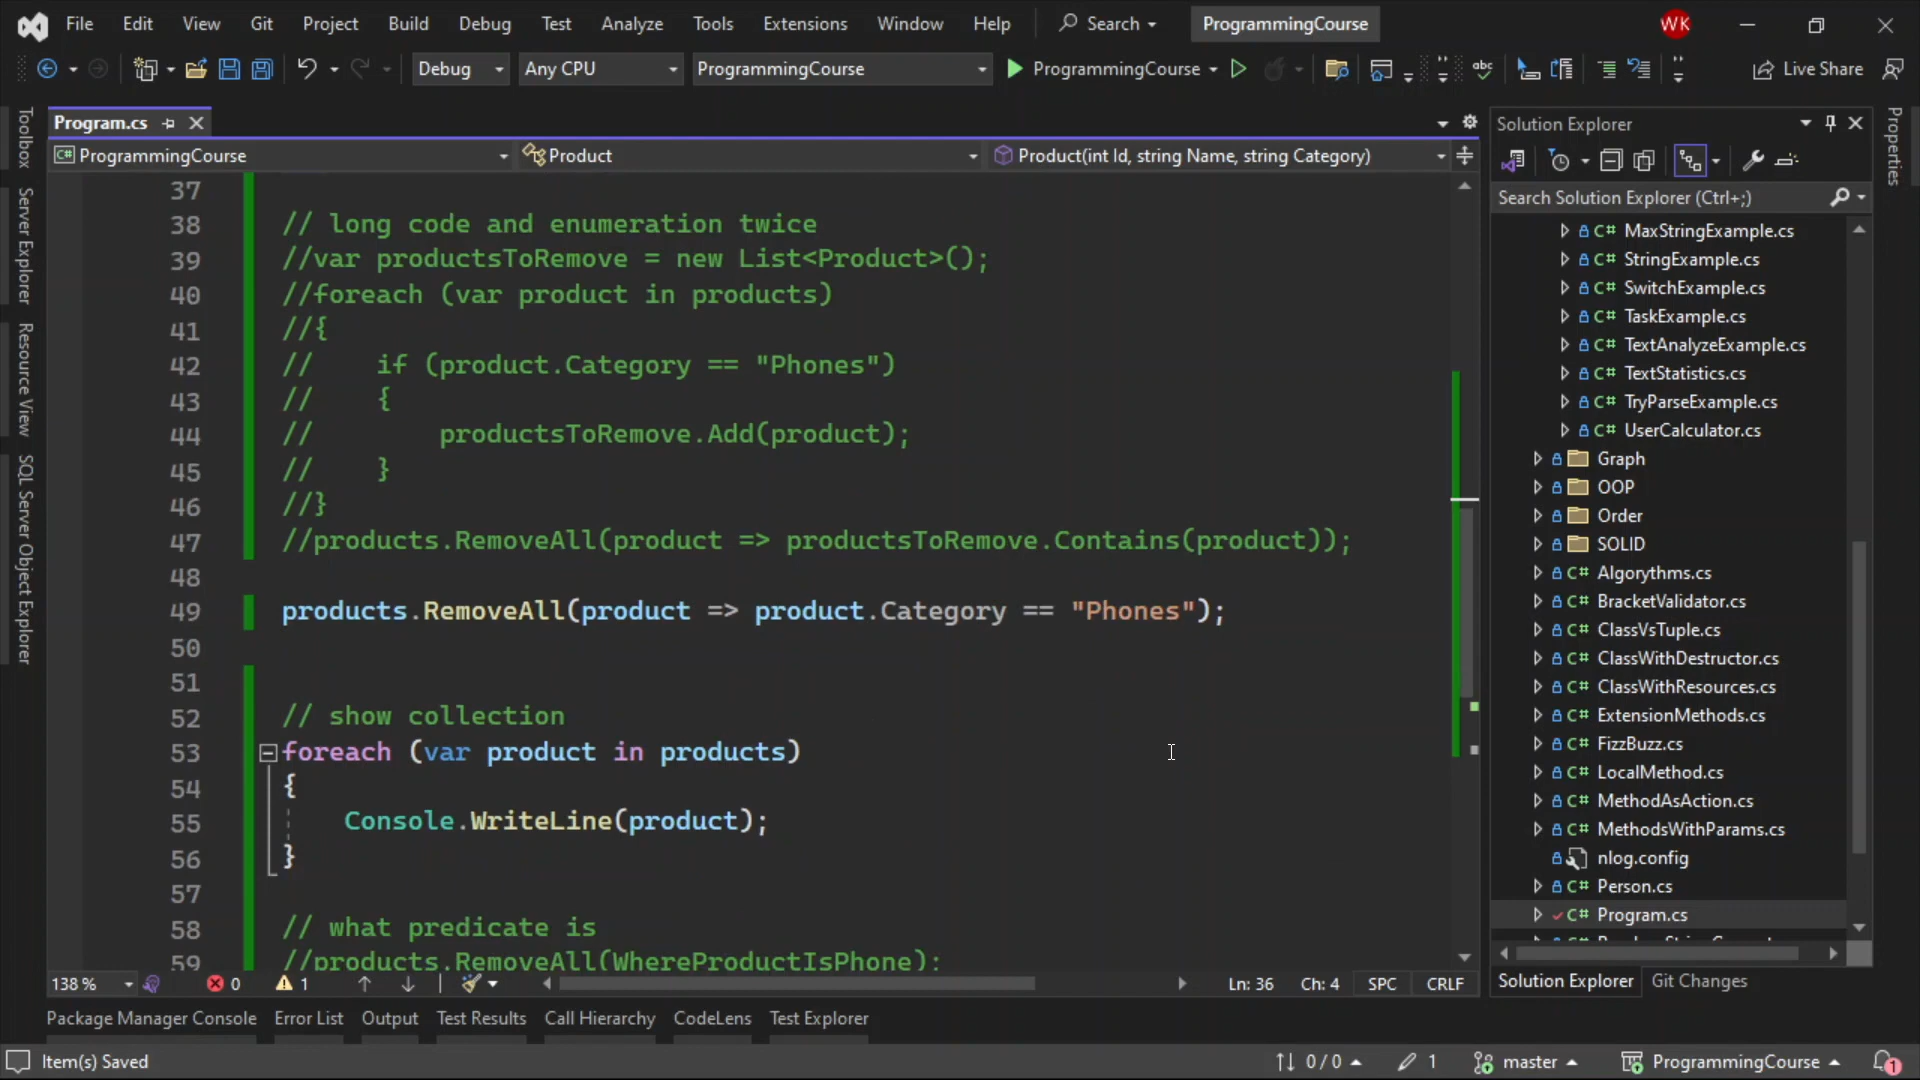 File Edit View Git Project Build Debug Test Analyze Tools Extensions Window Help Search ProgrammingCourse WK
Debug Any CPU ProgrammingCourse ProgrammingCourse Live Share
Toolbox
Server Explorer
Resource View
SQL Server Object Explorer
Program.cs
ProgrammingCourse Product Product(int Id, string Name, string Category)
37
38 // long code and enumeration twice
39 //var productsToRemove = new List<Product>();
40 //foreach (var product in products)
41 //{
42 //    if (product.Category == "Phones")
43 //    {
44 //        productsToRemove.Add(product);
45 //    }
46 //}
47 //products.RemoveAll(product => productsToRemove.Contains(product));
48
49 products.RemoveAll(product => product.Category == "Phones");
50
51
52 // show collection
53 foreach (var product in products)
54 {
55     Console.WriteLine(product);
56 }
57
58 // what predicate is
59 //products.RemoveAll(WhereProductIsPhone);
138 % 0 1 Ln: 36 Ch: 4 SPC CRLF
Package Manager Console Error List Output Test Results Call Hierarchy CodeLens Test Explorer
Item(s) Saved 0 / 0 1 master ProgrammingCourse 1
Solution Explorer
Search Solution Explorer (Ctrl+;)
C# MaxStringExample.cs
C# StringExample.cs
C# SwitchExample.cs
C# TaskExample.cs
C# TextAnalyzeExample.cs
C# TextStatistics.cs
C# TryParseExample.cs
C# UserCalculator.cs
Graph
OOP
Order
SOLID
C# Algorythms.cs
C# BracketValidator.cs
C# ClassVsTuple.cs
C# ClassWithDestructor.cs
C# ClassWithResources.cs
C# ExtensionMethods.cs
C# FizzBuzz.cs
C# LocalMethod.cs
C# MethodAsAction.cs
C# MethodsWithParams.cs
nlog.config
C# Person.cs
C# Program.cs
Solution Explorer Git Changes
Properties